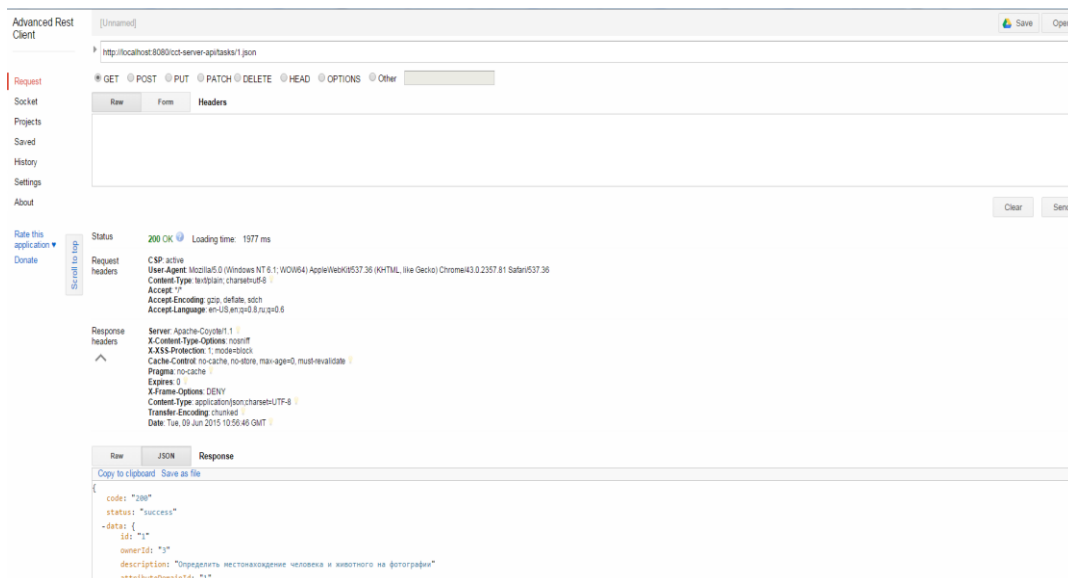 Advanced Rest
Client
[Unnamed]
Save
Open
http://localhost:8080/cct-server-api/tasks/1.json
Request
Socket
Projects
Saved
History
Settings
About
Rate this
application ▼
Donate
Scroll to top
GET POST PUT PATCH DELETE HEAD OPTIONS Other
Raw Form Headers
Clear Send
Status 200 OK Loading time: 1977 ms
Request
headers
CSP: active
User-Agent: Mozilla/5.0 (Windows NT 6.1; WOW64) AppleWebKit/537.36 (KHTML, like Gecko) Chrome/43.0.2357.81 Safari/537.36
Content-Type: text/plain; charset=utf-8
Accept: */*
Accept-Encoding: gzip, deflate, sdch
Accept-Language: en-US,en;q=0.8,ru;q=0.6
Response
headers
Server: Apache-Coyote/1.1
X-Content-Type-Options: nosniff
X-XSS-Protection: 1; mode=block
Cache-Control: no-cache, no-store, max-age=0, must-revalidate
Pragma: no-cache
Expires: 0
X-Frame-Options: DENY
Content-Type: application/json;charset=UTF-8
Transfer-Encoding: chunked
Date: Tue, 09 Jun 2015 10:56:46 GMT
Raw JSON Response
Copy to clipboard Save as file
{
code: "200"
status: "success"
-data: {
id: "1"
ownerId: "3"
description: "Определить местонахождение человека и животного на фотографии"